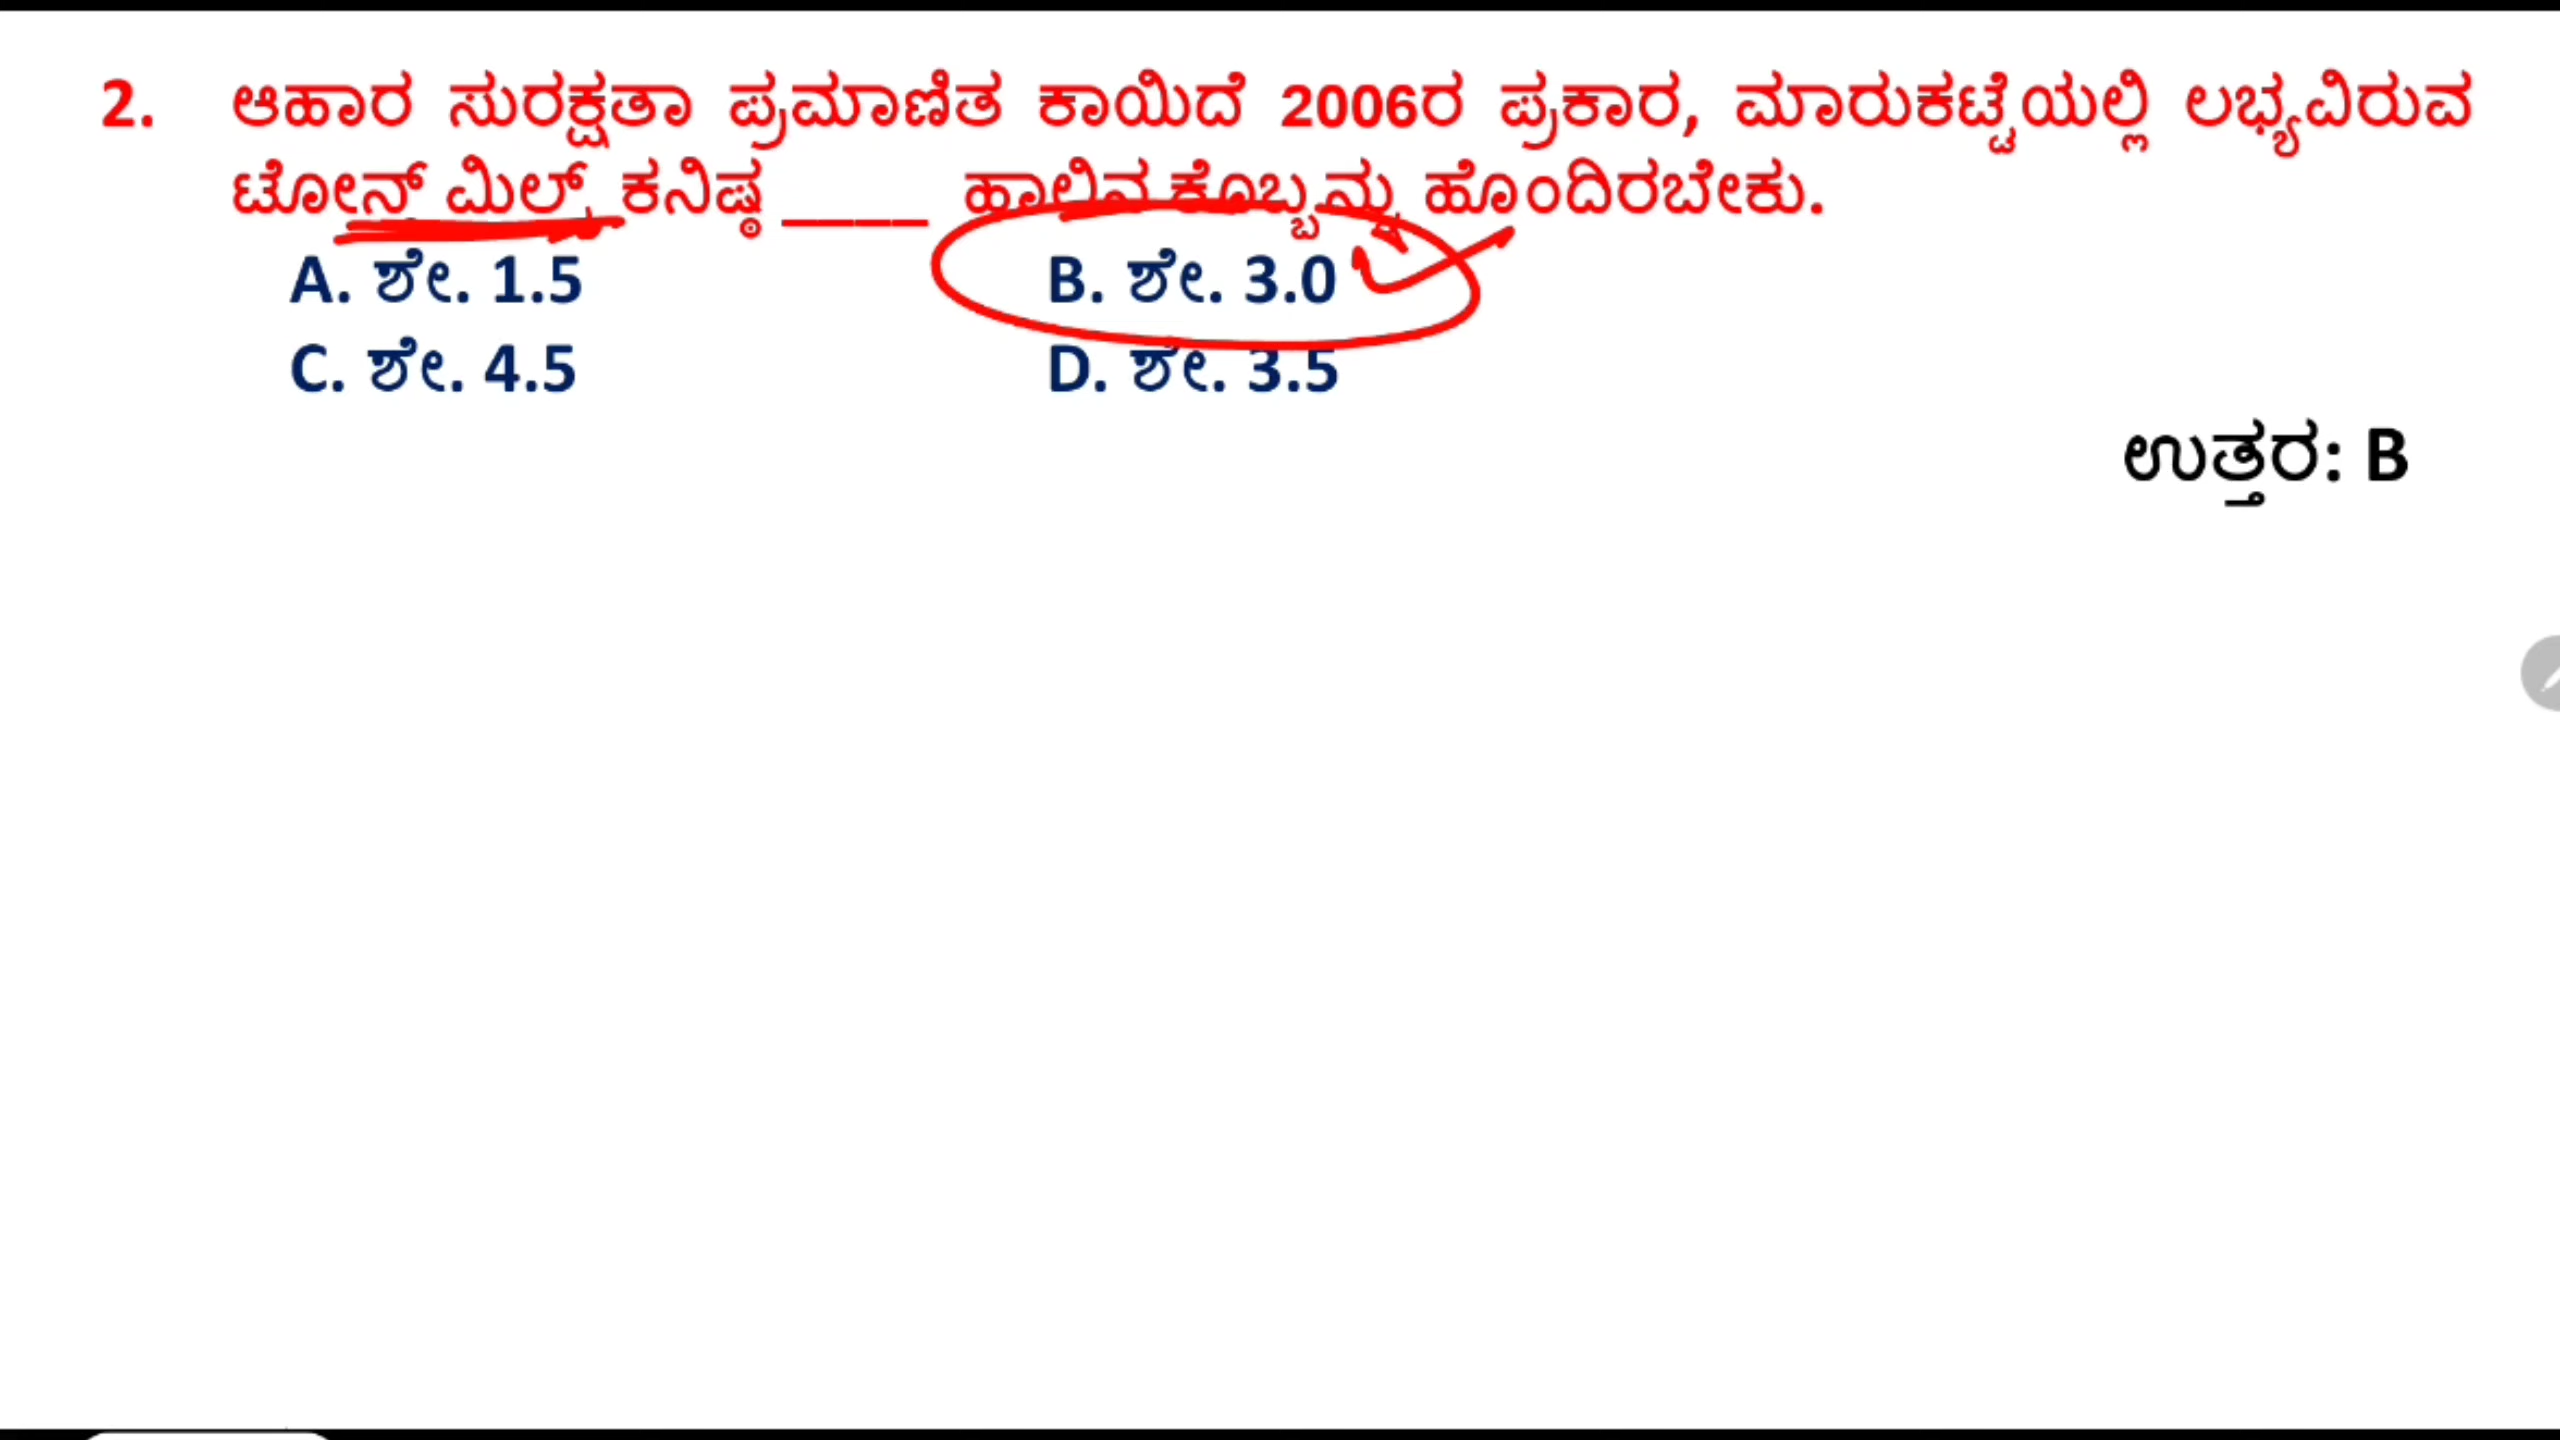 2. ಆಹಾರ ಸುರಕ್ಷತಾ ಪ್ರಮಾಣಿತ ಕಾಯಿದೆ 2006ರ ಪ್ರಕಾರ, ಮಾರುಕಟ್ಟೆಯಲ್ಲಿ ಲಭ್ಯವಿರುವ
ಟೋನ್ ಮಿಲ್ಕ್ ಕನಿಷ್ಠ ____ ಹಾಲಿನ ಕೊಬ್ಬನ್ನು ಹೊಂದಿರಬೇಕು.
A. ಶೇ. 1.5 B. ಶೇ. 3.0
C. ಶೇ. 4.5 D. ಶೇ. 3.5
ಉತ್ತರ: B